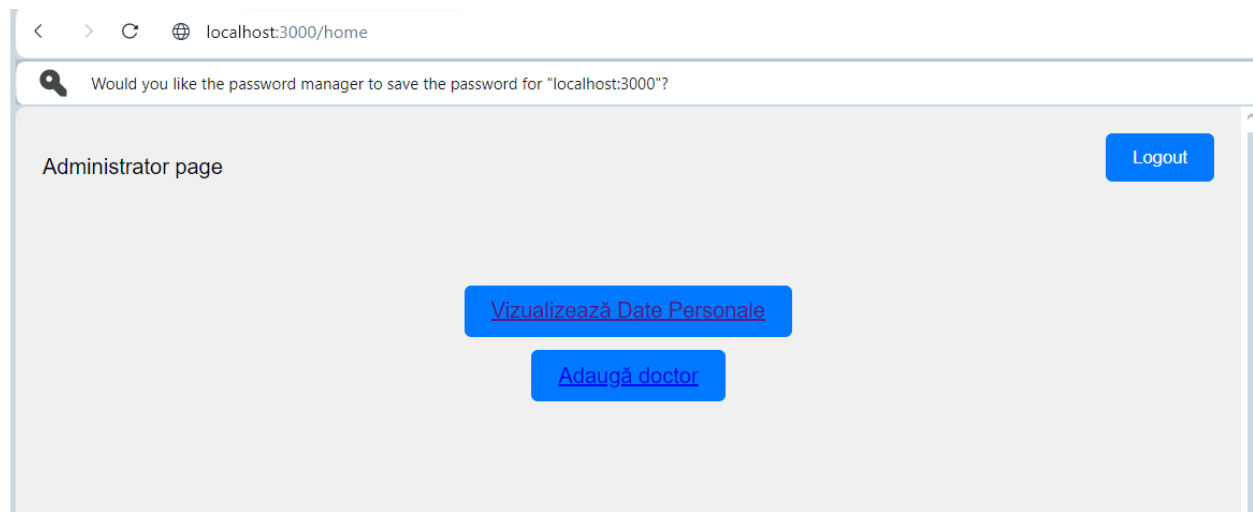 localhost:3000/home
Would you like the password manager to save the password for "localhost:3000"?
Logout
Administrator page
Vizualizează Date Personale
Adaugă doctor